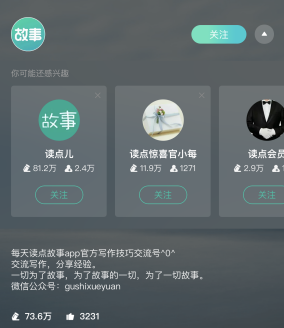 故事
关注
你可能还感兴趣
故事
读点儿
81.2万 2.4万
关注
读点惊喜官小每
11.9万 1271
关注
读点会员
2.9万 1
关注
每天读点故事app官方写作技巧交流号^0^
交流写作，分享经验。
一切为了故事，为了故事的一切，为了一切故事。
微信公众号：gushixueyuan
73.6万 3231